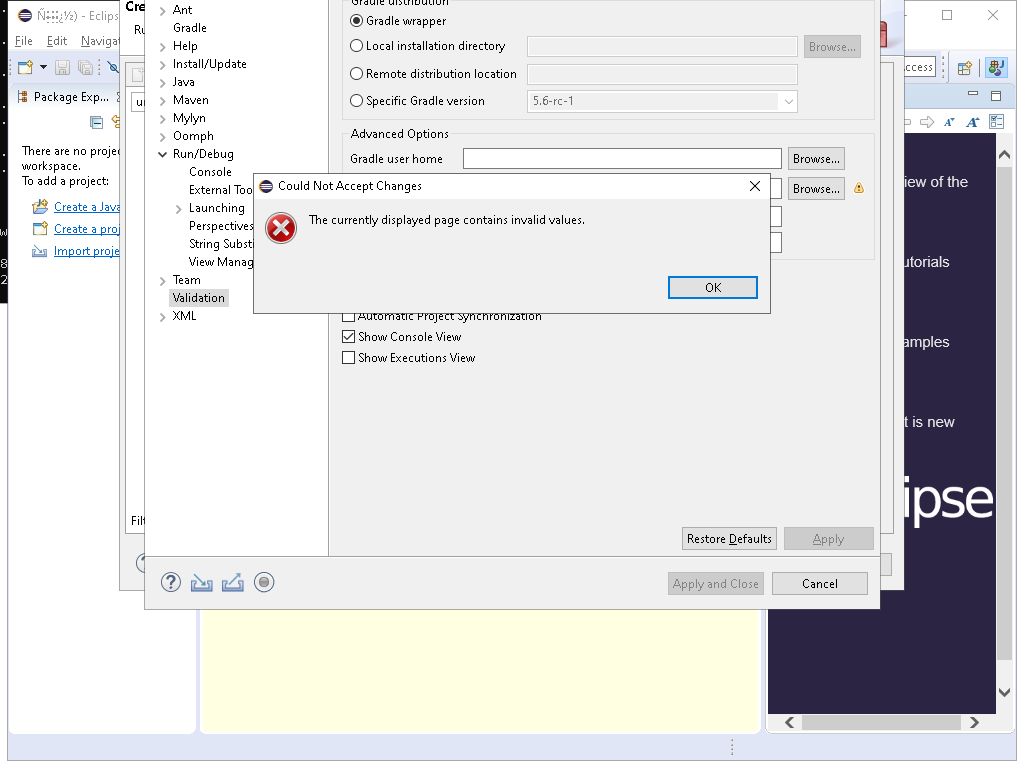 - Eclips
File Edit Navigat
Package Exp...
There are no projec
workspace.
To add a project:
Create a Java
Create a proj
Import proje
Cre
Ru
Filt
Ant
Gradle
Help
Install/Update
Java
Maven
Mylyn
Oomph
Run/Debug
Console
External Too
Launching
Perspectives
String Substi
View Manag
Team
Validation
XML
Gradle distribution
Gradle wrapper
Local installation directory
Browse...
Remote distribution location
Specific Gradle version
5.6-rc-1
Advanced Options
Gradle user home
Browse...
Browse...
Could Not Accept Changes
The currently displayed page contains invalid values.
OK
Automatic Project Synchronization
Show Console View
Show Executions View
Restore Defaults
Apply
Apply and Close
Cancel
ccess
iew of the
utorials
amples
t is new
ipse